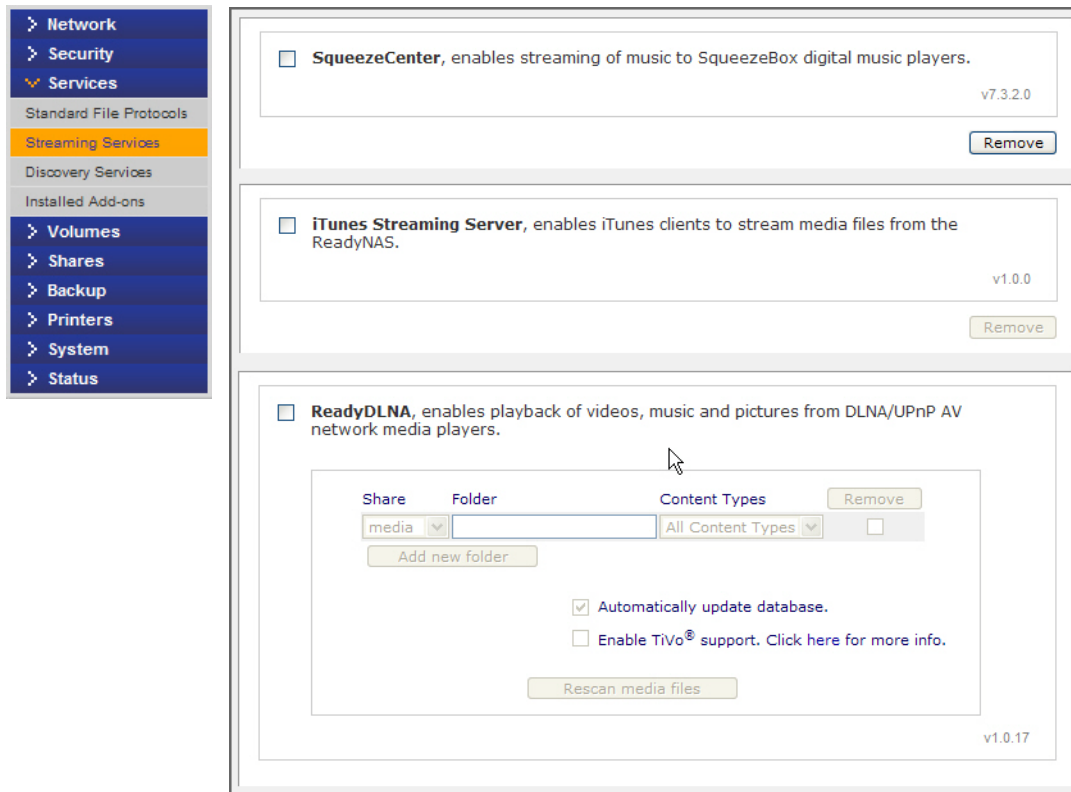 Network
Security
Services
Standard File Protocols
Streaming Services
Discovery Services
Installed Add-ons
Volumes
Shares
Backup
Printers
System
Status
SqueezeCenter, enables streaming of music to SqueezeBox digital music players.
v7.3.2.0
Remove
iTunes Streaming Server, enables iTunes clients to stream media files from the
ReadyNAS.
v1.0.0
Remove
ReadyDLNA, enables playback of videos, music and pictures from DLNA/UPnP AV
network media players.
Share Folder Content Types Remove
media All Content Types
Add new folder
Automatically update database.
Enable TiVo® support. Click here for more info.
Rescan media files
v1.0.17